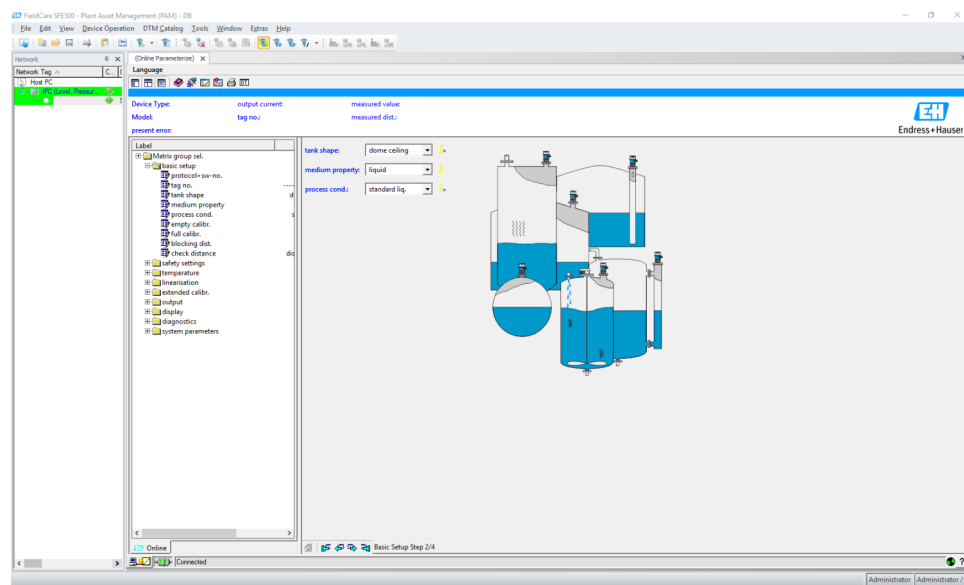 FieldCare SFE500 - Plant Asset Management (PAM) - DB
File Edit View Device Operation DTM Catalog Tools Window Extras Help
Network
(Online Parameterize)
Network Tag
C...
Language
Host PC
IPC (Level, Pressur...
Device Type:
output current:
measured value:
Model:
tag no.:
measured dist.:
present error:
EH
Endress+Hauser
Label
Matrix group sel.
basic setup
protocol+sw-no.
tag no.
----
tank shape
d
medium property
process cond.
s
empty calibr.
full calibr.
blocking dist.
check distance
dis
safety settings
temperature
linearisation
extended calibr.
output
display
diagnostics
system parameters
tank shape:
dome ceiling
medium property:
liquid
process cond.:
standard liq.
Online
Basic Setup Step 2/4
Connected
Administrator
Administrator